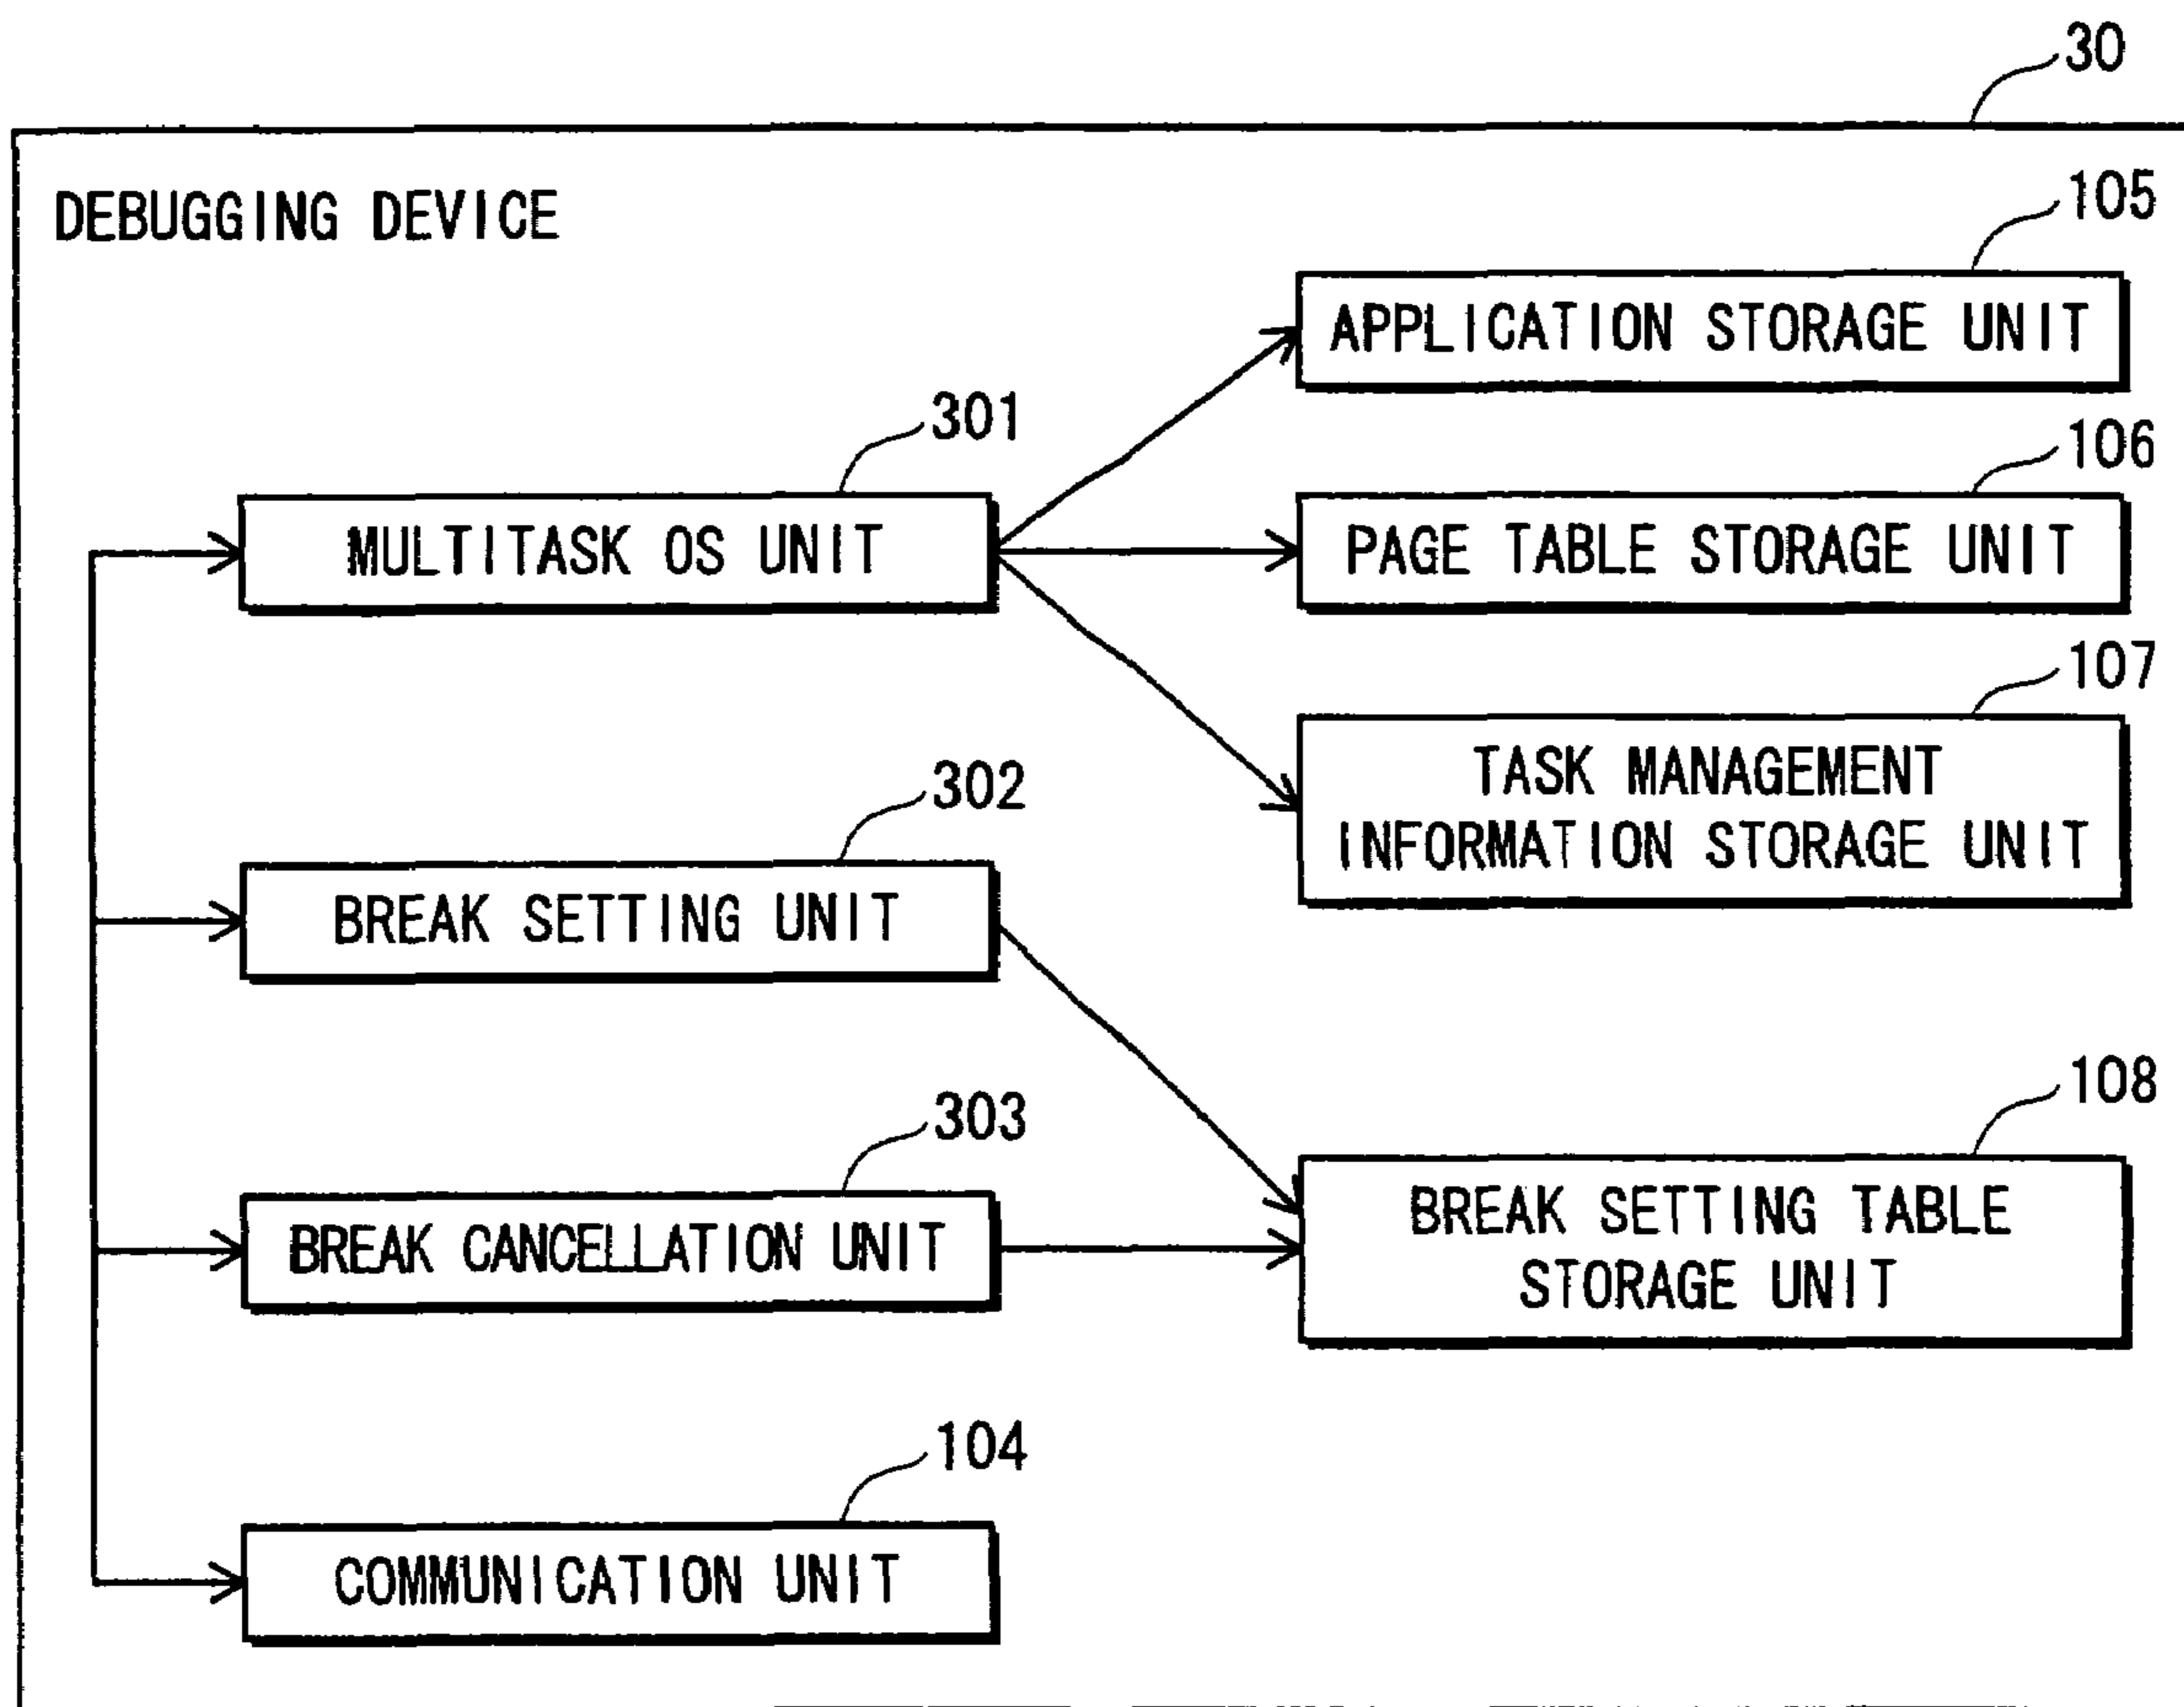 30
DEBUGGING DEVICE
105
APPLICATION STORAGE UNIT
301
106
MULTITASK OS UNIT
PAGE TABLE STORAGE UNIT
107
TASK MANAGEMENT
INFORMATION STORAGE UNIT
302
BREAK SETTING UNIT
108
303
BREAK SETTING TABLE
STORAGE UNIT
BREAK CANCELLATION UNIT
104
COMMUNICATION UNIT